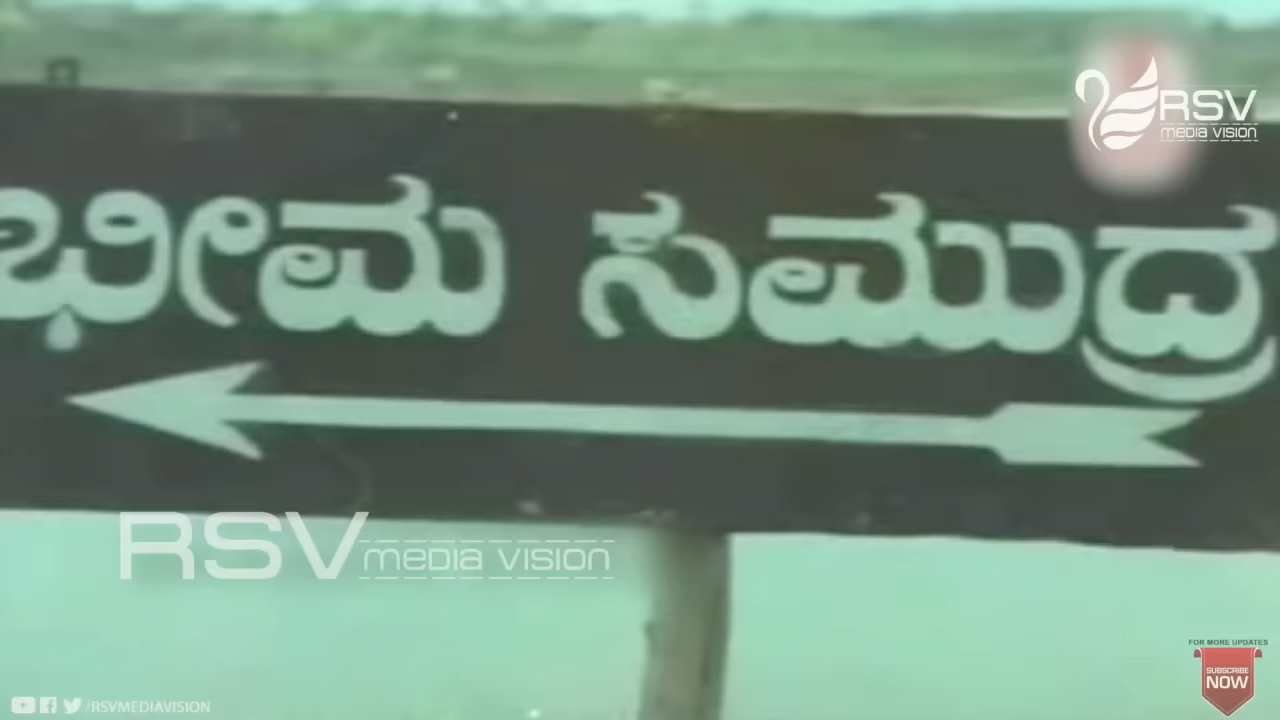 RSV
media vision
ಭೀಮ ಸಮುದ್ರ
RSV media vision
FOR MORE UPDATES
SUBSCRIBE
NOW
/RSVMEDIAVISION